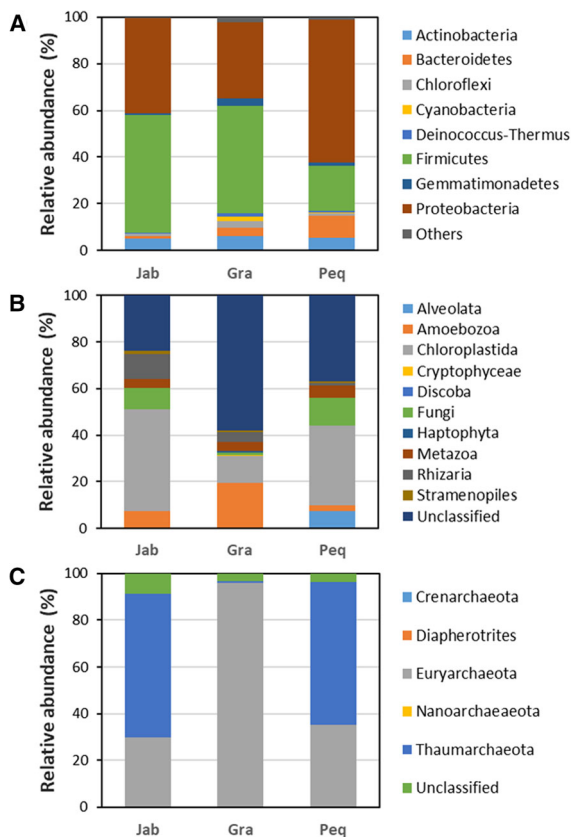 A
Relative abundance (%)
100
80
60
40
20
0
Jab
Gra
Peq
Actinobacteria
Bacteroidetes
Chloroflexi
Cyanobacteria
Deinococcus-Thermus
Firmicutes
Gemmatimonadetes
Proteobacteria
Others
B
Relative abundance (%)
100
80
60
40
20
0
Jab
Gra
Peq
Alveolata
Amoebozoa
Chloroplastida
Cryptophyceae
Discoba
Fungi
Haptophyta
Metazoa
Rhizaria
Stramenopiles
Unclassified
C
Relative abundance (%)
100
80
60
40
20
0
Jab
Gra
Peq
Crenarchaeota
Diapherotrites
Euryarchaeota
Nanoarchaeaeota
Thaumarchaeota
Unclassified